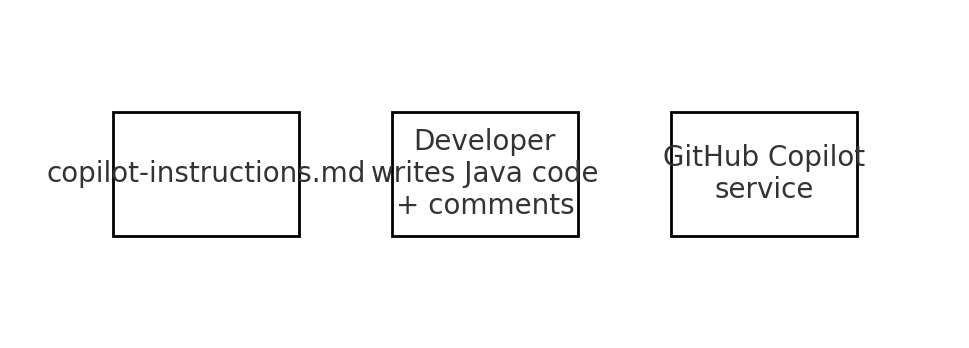 copilot-instructions.md
Developer
writes Java code
+ comments
GitHub Copilot
service